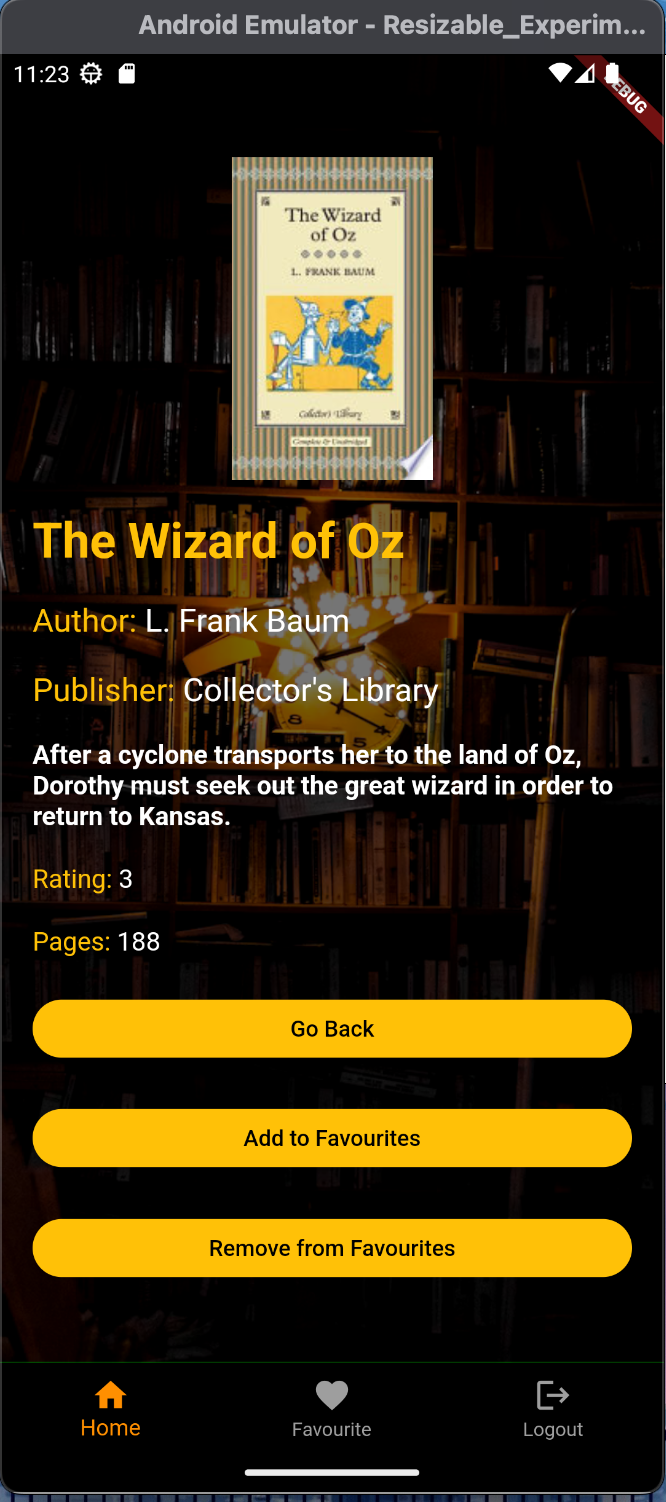 Android Emulator - Resizable_Experim...
11:23
EBUG
The Wizard
of Oz
L. FRANK BAUM
Collector's Library
Complete & Unabridged
The Wizard of Oz
Author: L. Frank Baum
Publisher: Collector's Library
After a cyclone transports her to the land of Oz,
Dorothy must seek out the great wizard in order to
return to Kansas.
Rating: 3
Pages: 188
Go Back
Add to Favourites
Remove from Favourites
Home
Favourite
Logout